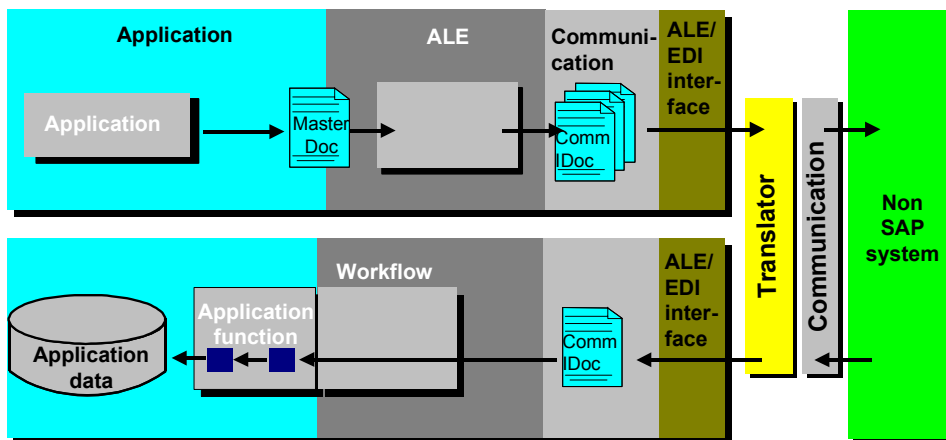 Application
ALE
Communi-
cation
ALE/
EDI
inter-
face
Application
Master
Doc
Comm
IDoc
Translator
Communication
Non
SAP
system
Workflow
ALE/
EDI
inter-
face
Application
function
Application
data
Comm
IDoc